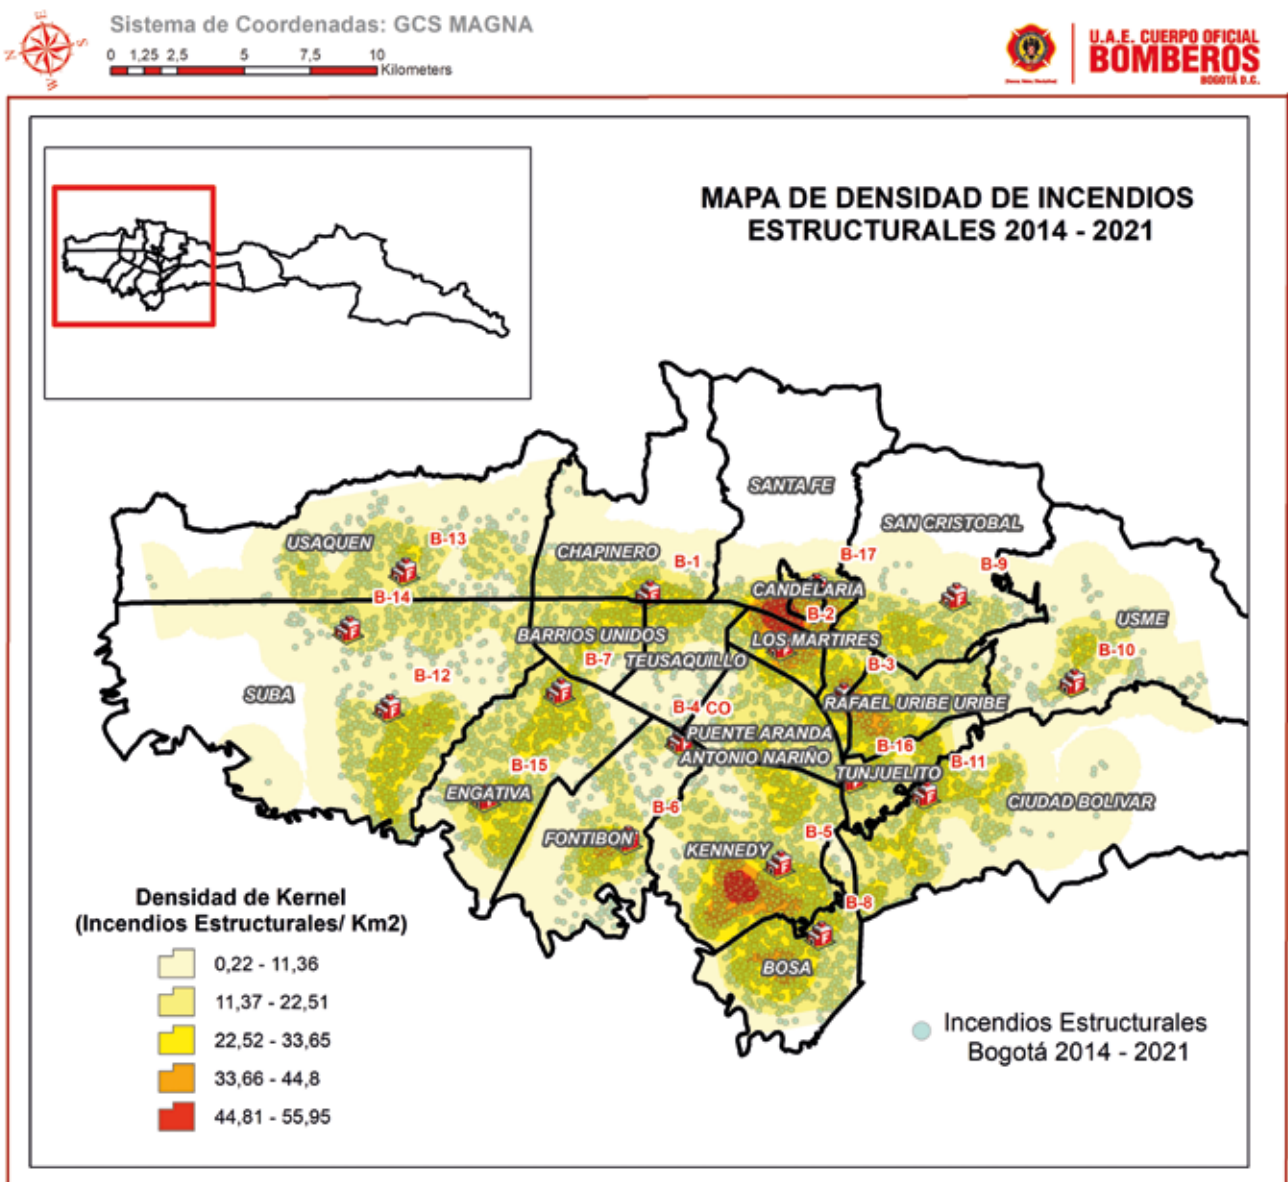 Sistema de Coordenadas: GCS MAGNA
0 1,25 2,5 5 7,5 10
Kilometers
U.A.E. CUERPO OFICIAL
BOMBEROS
BOGOTÁ D.C.
N
E
S
W
MAPA DE DENSIDAD DE INCENDIOS
ESTRUCTURALES 2014 - 2021
SANTA FE
SAN CRISTOBAL
USAQUEN
B-13
CHAPINERO
B-1
B-17
B-9
CANDELARIA
B-14
B-2
USME
BARRIOS UNIDOS
LOS MARTIRES
B-10
B-7
TEUSAQUILLO
B-3
SUBA
B-12
RAFAEL URIBE URIBE
B-4 CO
PUENTE ARANDA
B-16
ANTONIO NARIÑO
B-15
TUNJUELITO
B-11
ENGATIVA
CIUDAD BOLIVAR
B-6
FONTIBON
B-5
KENNEDY
B-8
BOSA
Densidad de Kernel
(Incendios Estructurales/ Km2)
0,22 - 11,36
11,37 - 22,51
22,52 - 33,65
33,66 - 44,8
44,81 - 55,95
Incendios Estructurales
Bogotá 2014 - 2021